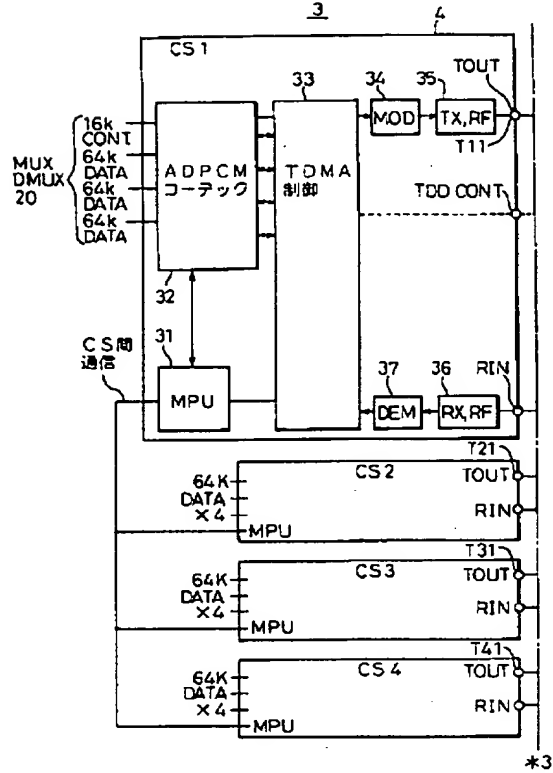 3
4
CS1
33
34
35
TOUT
16k
CONT
64k
DATA
64k
DATA
64k
DATA
MUX
DMUX
20
ADPCM
コーデック
TDMA
制御
MOD
TX,RF
T11
TDD CONT
32
CS間
通信
31
MPU
37
36
RIN
DEM
RX,RF
T21
CS2
TOUT
64K
DATA
×4
RIN
MPU
T31
CS3
TOUT
64K
DATA
×4
RIN
MPU
T41
CS4
TOUT
64K
DATA
×4
RIN
MPU
*3